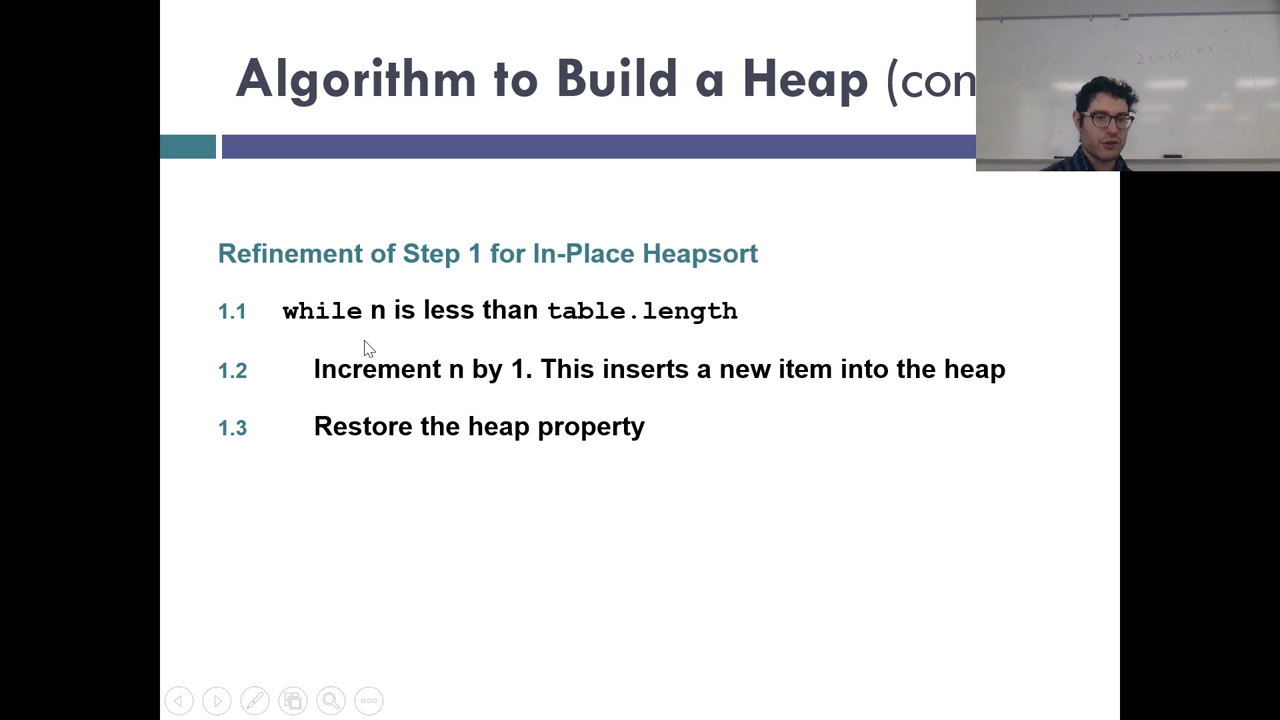 Algorithm to Build a Heap (con
Refinement of Step 1 for In-Place Heapsort
1.1 while n is less than table.length
1.2 Increment n by 1. This inserts a new item into the heap
1.3 Restore the heap property